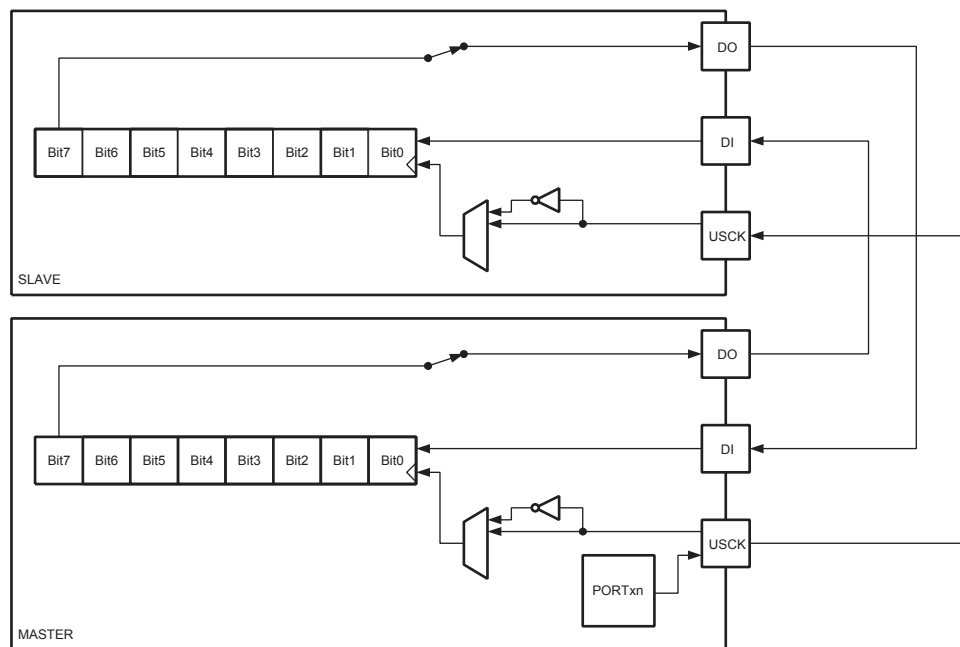 DO
Bit7 Bit6 Bit5 Bit4 Bit3 Bit2 Bit1 Bit0
DI
USCK
SLAVE
DO
Bit7 Bit6 Bit5 Bit4 Bit3 Bit2 Bit1 Bit0
DI
USCK
PORTxn
MASTER